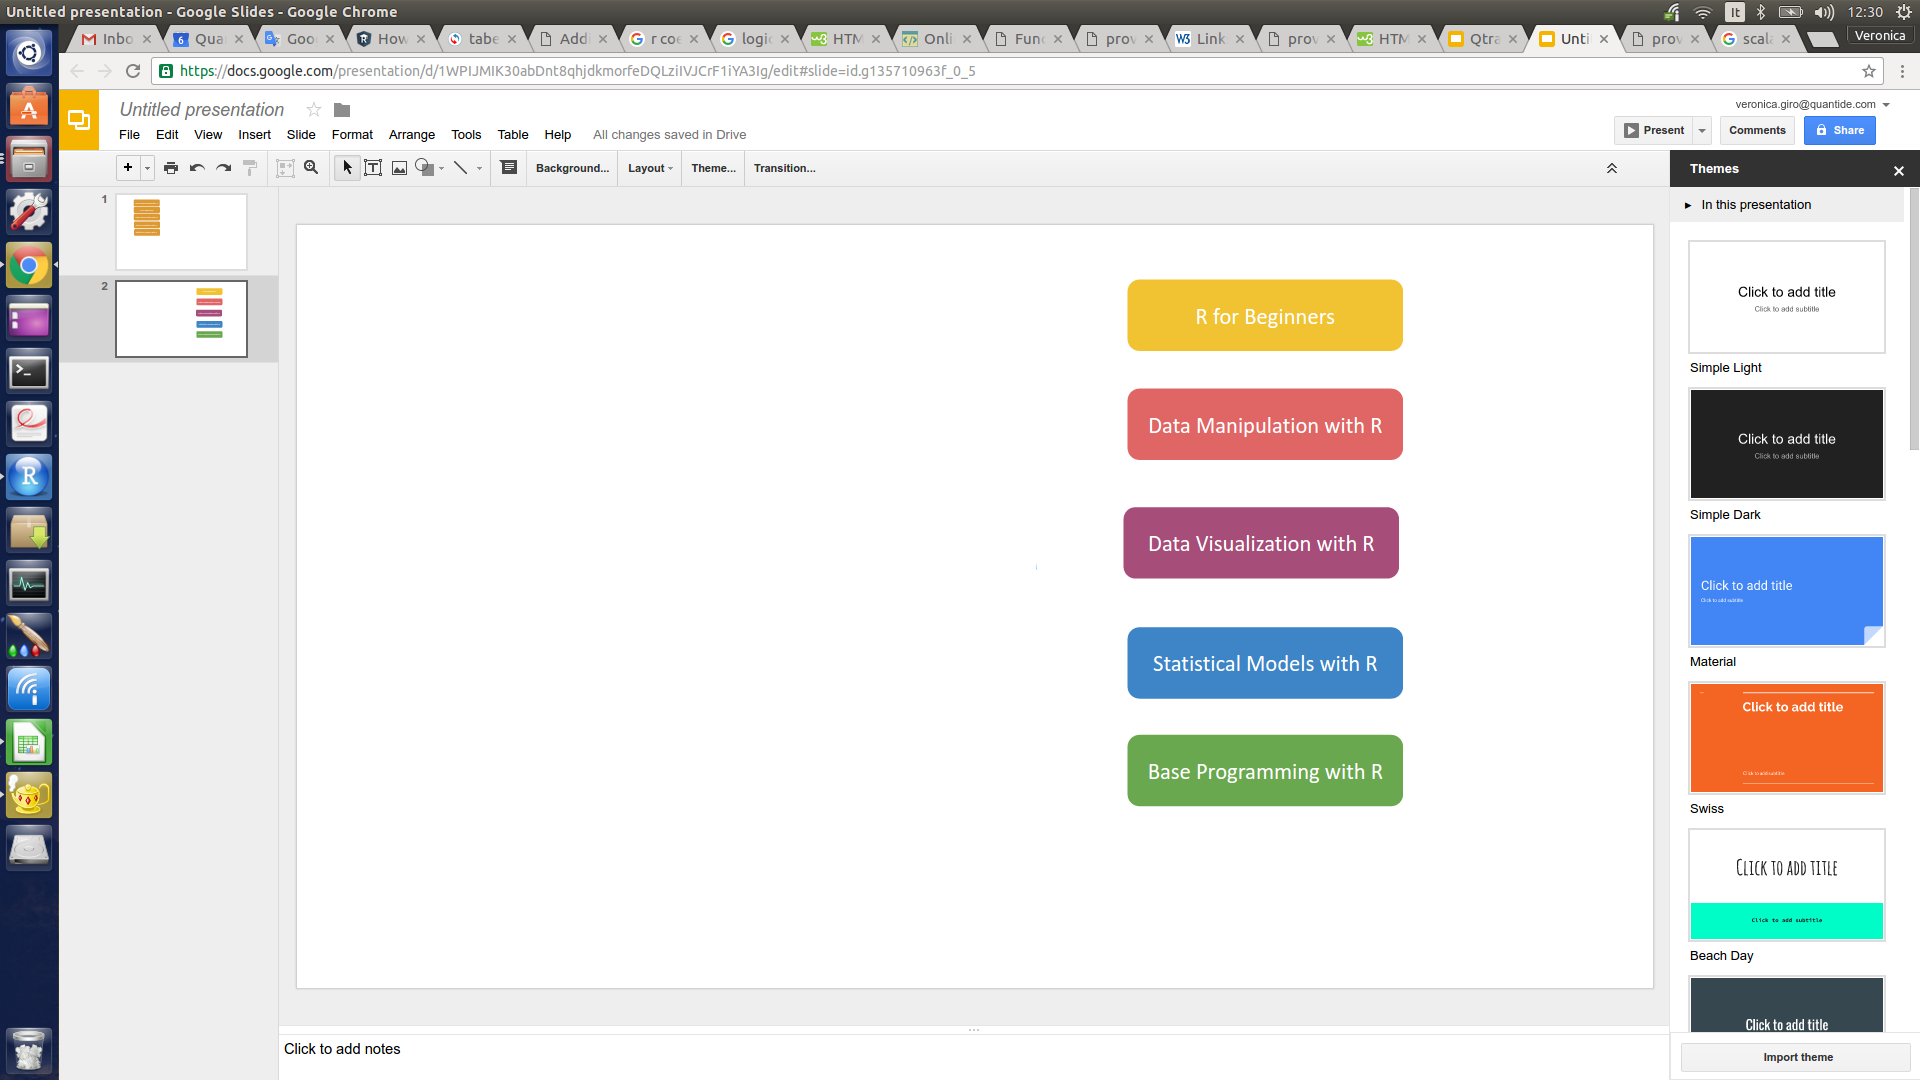 Untitled presentation - Google Slides - Google Chrome
It
12:30
Inbo
Qua
Goo
How
tabe
Add
r coe
logi
HTM
Onli
Func
prov
Link
prov
HTM
Qtra
Unti
prov
scala
Veronica
https://docs.google.com/presentation/d/1WPIJMIK30abDnt8qhjdkmorfeDQLziIVJCrF1iYA3Ig/edit#slide=id.g135710963f_0_5
Untitled presentation
veronica.giro@quantide.com
File Edit View Insert Slide Format Arrange Tools Table Help All changes saved in Drive
Present
Comments
Share
Background...
Layout
Theme...
Transition...
Themes
In this presentation
1
2
R for Beginners
Data Manipulation with R
Data Visualization with R
Statistical Models with R
Base Programming with R
Click to add title
Click to add subtitle
Simple Light
Click to add title
Click to add subtitle
Simple Dark
Click to add title
Click to add subtitle
Material
Click to add title
Click to add subtitle
Swiss
Click to add title
Click to add subtitle
Beach Day
Click to add title
Import theme
Click to add notes